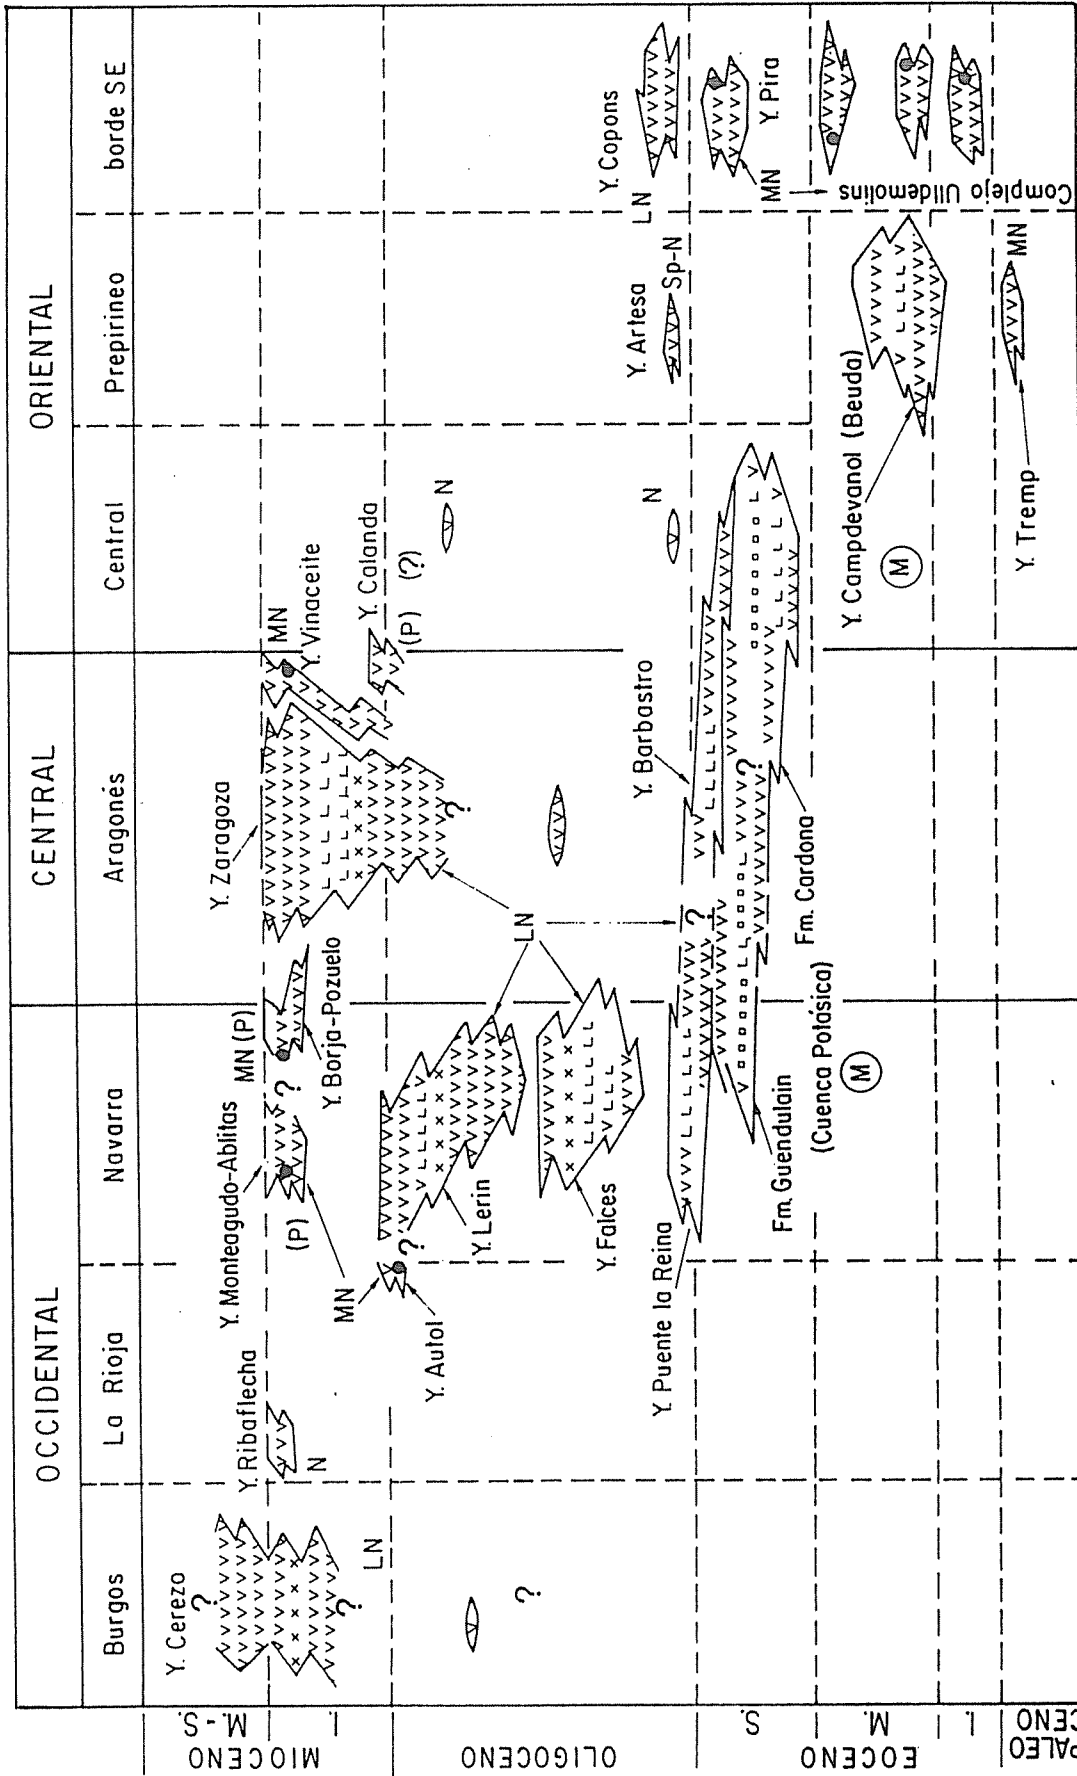 OCCIDENTAL
CENTRAL
ORIENTAL
Burgos
La Rioja
Navarra
Aragonés
Central
Prepirineo
borde SE
MIOCENO
M.-S.
I.
OLIGOCENO
EOCENO
S.
M.
I.
PALEO
CENO
Y. Cerezo
?
?
LN
?
Y. Ribaflecha
N
Y. Monteagudo-Ablitas
(P)
?
MN (P)
Y. Borja-Pozuelo
MN
Y. Autol
?
Y. Lerin
Y. Falces
LN
Y. Zaragoza
?
MN
Y. Vinaceite
Y. Calanda
(P) (?)
N
N
Y. Puente la Reina
?
Y. Barbastro
?
Fm. Guendulain
(Cuenca Potásica)
M
Fm. Cardona
Y. Artesa
Sp-N
Y. Campdevanol (Beuda)
M
Y. Tremp
MN
Y. Copons
LN
Y. Pira
MN
Complejo Ulldemolins